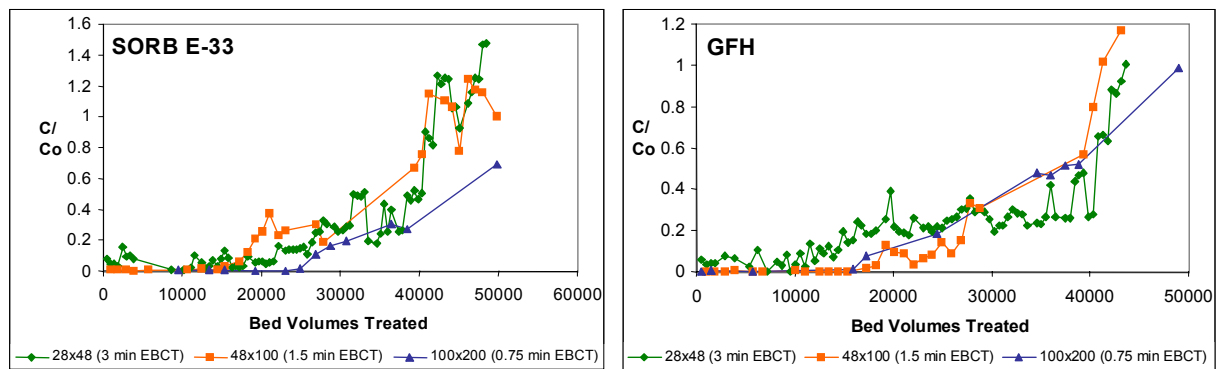 SORB E-33
1.6
1.4
1.2
1
0.8
0.6
0.4
0.2
0
C/
Co
0 10000 20000 30000 40000 50000 60000
Bed Volumes Treated
28x48 (3 min EBCT) 48x100 (1.5 min EBCT) 100x200 (0.75 min EBCT)
GFH
1.2
1
0.8
0.6
0.4
0.2
0
C/
Co
0 10000 20000 30000 40000 50000
Bed Volumes Treated
28x48 (3 min EBCT) 48x100 (1.5 min EBCT) 100x200 (0.75 min EBCT)